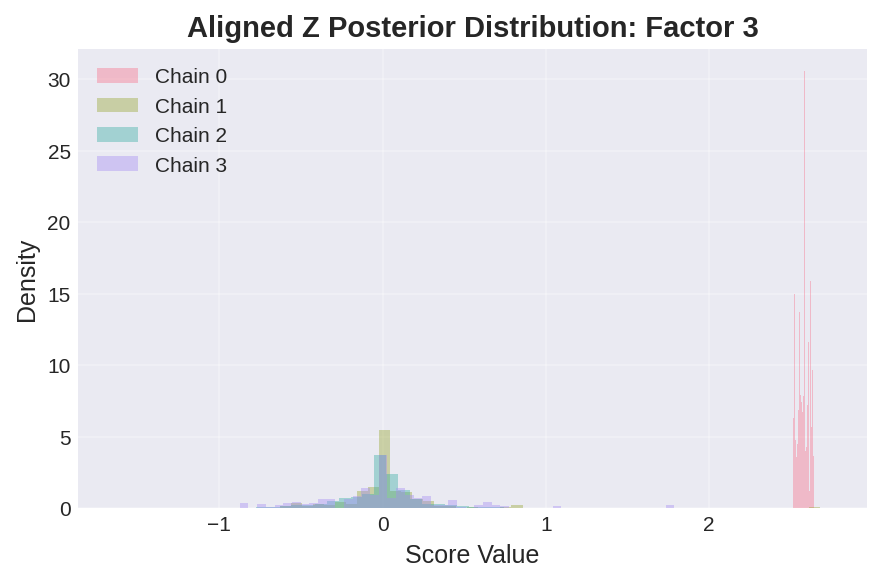 Aligned Z Posterior Distribution: Factor 3
Chain 0
Chain 1
Chain 2
Chain 3
30
25
20
15
10
5
0
Density
−1
0
1
2
Score Value